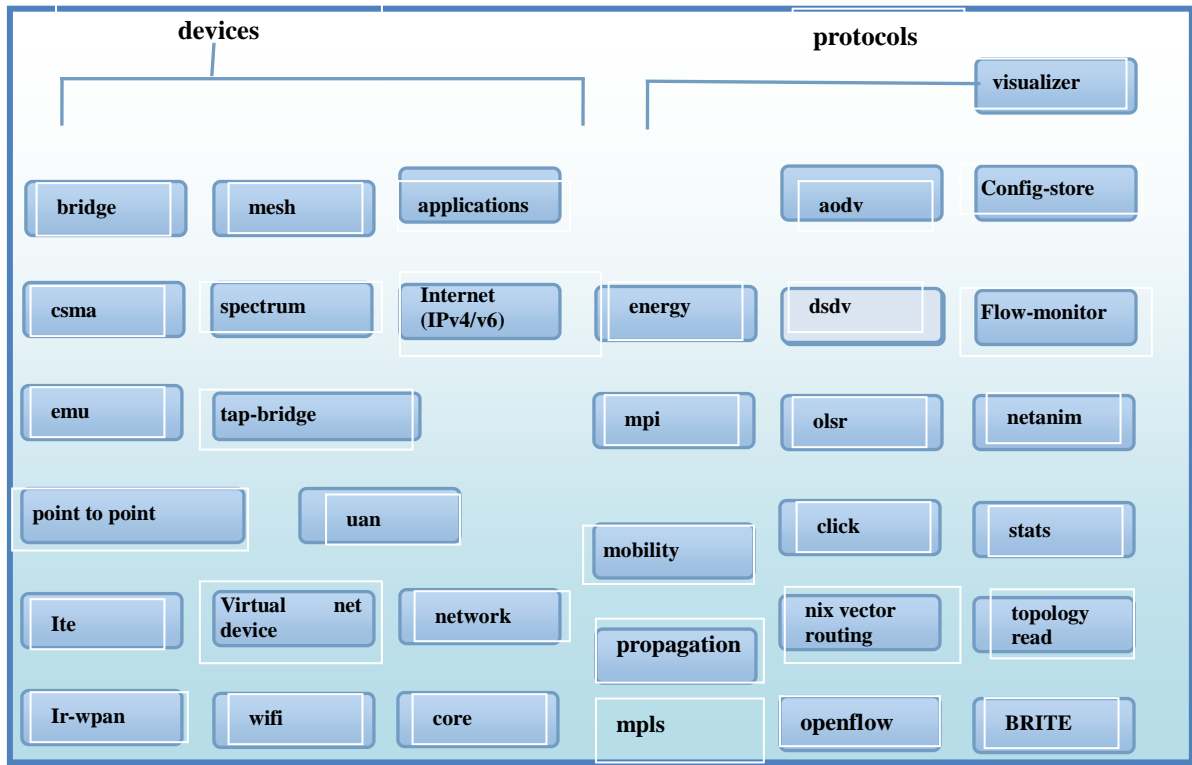 devices
protocols
visualizer
bridge
mesh
applications
aodv
Config-store
csma
spectrum
Internet
(IPv4/v6)
energy
dsdv
Flow-monitor
emu
tap-bridge
mpi
olsr
netanim
point to point
uan
mobility
click
stats
Ite
Virtual net
device
network
propagation
nix vector
routing
topology
read
Ir-wpan
wifi
core
mpls
openflow
BRITE